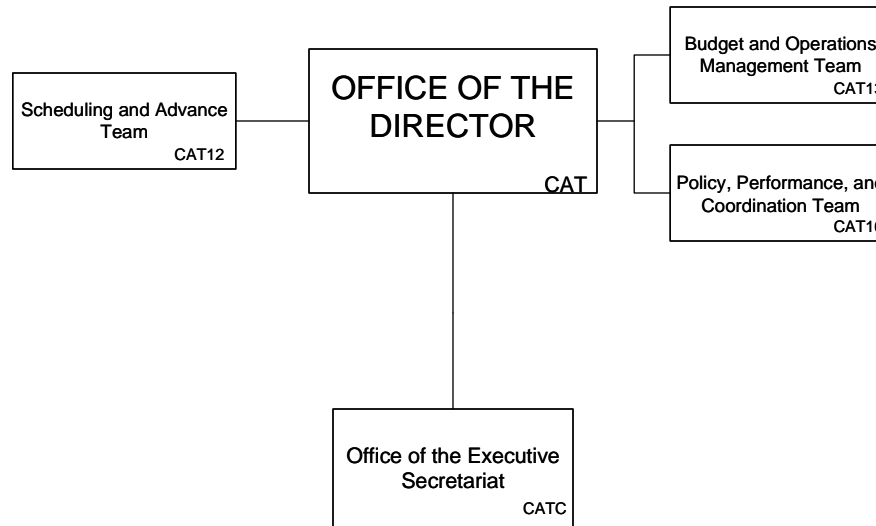 Budget and Operations
Management Team
CAT13
OFFICE OF THE
DIRECTOR
CAT
Scheduling and Advance
Team
CAT12
Policy, Performance, and
Coordination Team
Office of the Executive
Secretariat
CATC